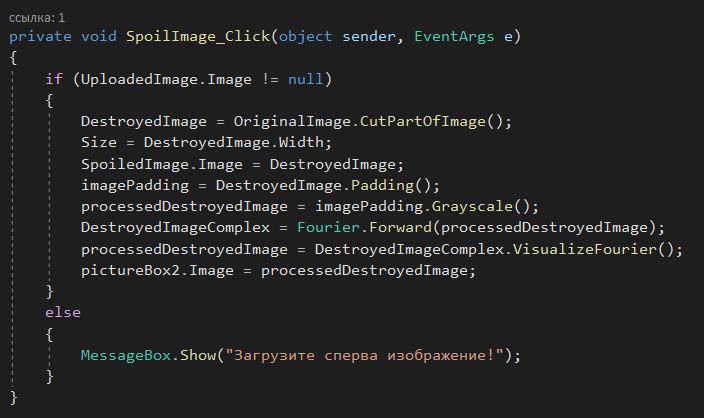 ссылка: 1
private void SpoilImage_Click(object sender, EventArgs e)
{
if (UploadedImage.Image != null)
{
DestroyedImage = OriginalImage.CutPartOfImage();
Size = DestroyedImage.Width;
SpoiledImage.Image = DestroyedImage;
imagePadding = DestroyedImage.Padding();
processedDestroyedImage = imagePadding.Grayscale();
DestroyedImageComplex = Fourier.Forward(processedDestroyedImage);
processedDestroyedImage = DestroyedImageComplex.VisualizeFourier();
pictureBox2.Image = processedDestroyedImage;
}
else
{
MessageBox.Show("Загрузите сперва изображение!");
}
}